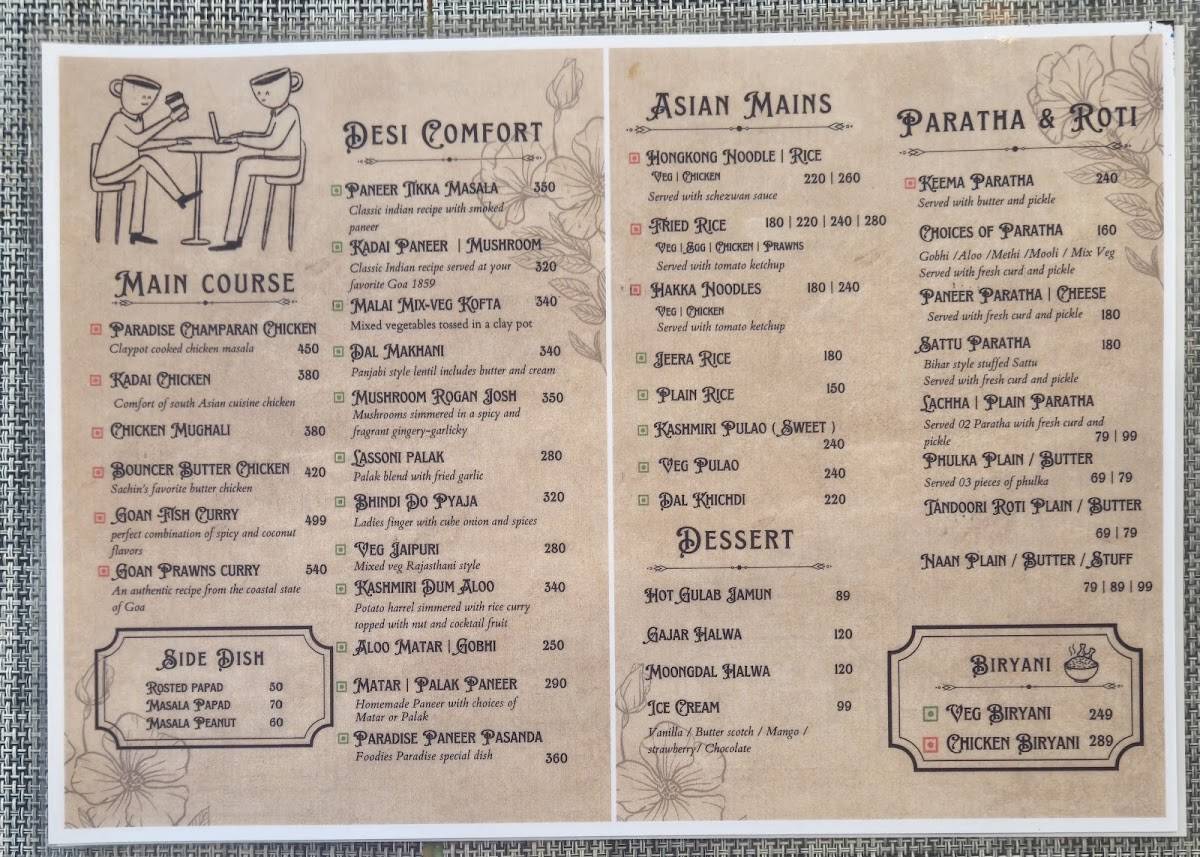 MAIN COURSE
PARADISE CHAMPARAN CHICKEN
Claypot cooked chicken masala 450
KADAI CHICKEN 380
Comfort of south Asian cuisine chicken
CHICKEN MUGHALI 380
BOUNCER BUTTER CHICKEN 420
Sachin's favorite butter chicken
GOAN FISH CURRY 499
perfect combination of spicy and coconut
flavors
GOAN PRAWNS CURRY 540
An authentic recipe from the coastal state
of Goa
SIDE DISH
ROSTED PAPAD 50
MASALA PAPAD 70
MASALA PEANUT 60
DESI COMFORT
PANEER TIKKA MASALA 350
Classic indian recipe with smoked
paneer
KADAI PANEER | MUSHROOM
Classic Indian recipe served at your 320
favorite Goa 1859
MALAI MIX-VEG KOFTA 340
Mixed vegetables tossed in a clay pot
DAL MAKHANI 340
Panjabi style lentil includes butter and cream
MUSHROOM ROGAN JOSH 350
Mushrooms simmered in a spicy and
fragrant gingery-garlicky
LASSONI PALAK 280
Palak blend with fried garlic
BHINDI DO PYAJA 320
Ladies finger with cube onion and spices
VEG JAIPURI 280
Mixed veg Rajasthani style
KASHMIRI DUM ALOO 340
Potato harrel simmered with rice curry
topped with nut and cocktail fruit
ALOO MATAR | GOBHI 250
MATAR | PALAK PANEER 290
Homemade Paneer with choices of
Matar or Palak
PARADISE PANEER PASANDA
Foodies Paradise special dish 360
ASIAN MAINS
HONGKONG NOODLE | RICE
VEG | CHICKEN 220 | 260
Served with schezwan sauce
FRIED RICE 180 | 220 | 240 | 280
VEG | EGG | CHICKEN | PRAWNS
Served with tomato ketchup
HAKKA NOODLES 180 | 240
VEG | CHICKEN
Served with tomato ketchup
JEERA RICE 180
PLAIN RICE 150
KASHMIRI PULAO ( SWEET )
240
VEG PULAO 240
DAL KHICHDI 220
DESSERT
HOT GULAB JAMUN 89
GAJAR HALWA 120
MOONGDAL HALWA 120
ICE CREAM 99
Vanilla / Butter scotch / Mango /
strawberry / Chocolate
PARATHA & ROTI
KEEMA PARATHA 240
Served with butter and pickle
CHOICES OF PARATHA 160
Gobhi /Aloo /Methi /Mooli / Mix Veg
Served with fresh curd and pickle
PANEER PARATHA | CHEESE
Served with fresh curd and pickle 180
SATTU PARATHA 180
Bihar style stuffed Sattu
Served with fresh curd and pickle
LACHHA | PLAIN PARATHA
Served 02 Paratha with fresh curd and
pickle 79 | 99
PHULKA PLAIN / BUTTER
Served 03 pieces of phulka 69 | 79
TANDOORI ROTI PLAIN / BUTTER
69 | 79
NAAN PLAIN / BUTTER / STUFF
79 | 89 | 99
BIRYANI
VEG BIRYANI 249
CHICKEN BIRYANI 289